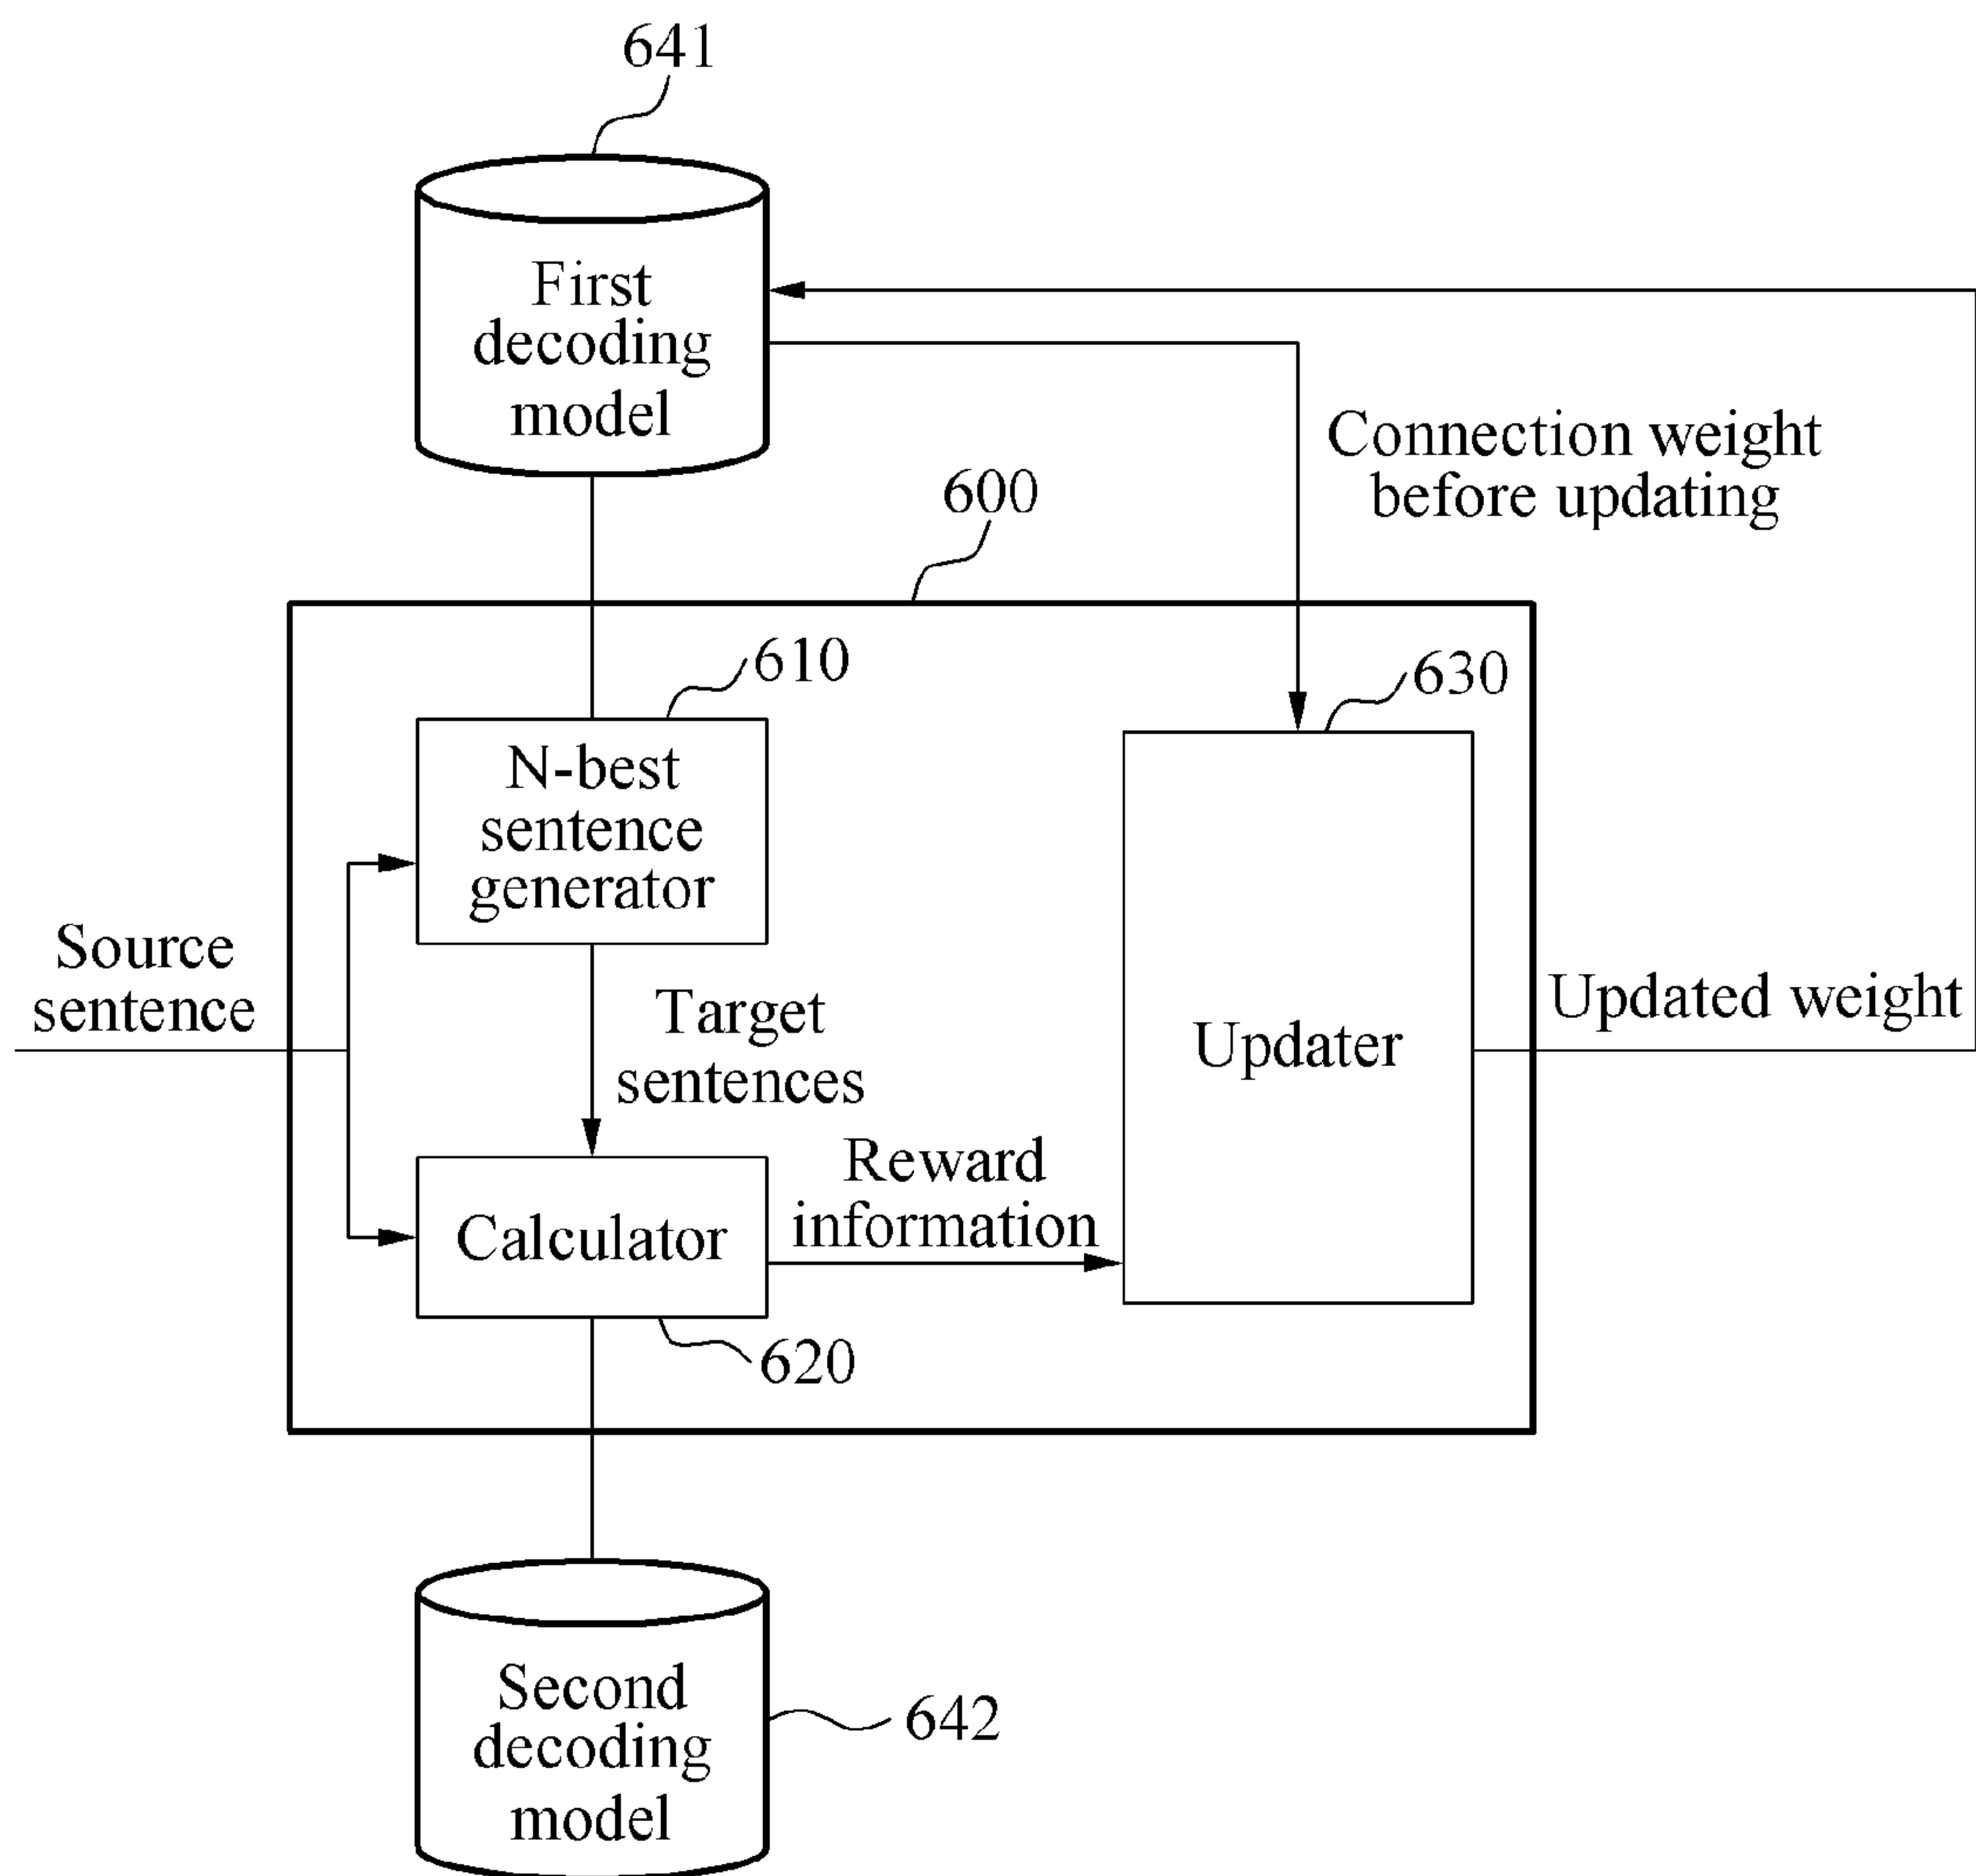 641
First
decoding
model
Connection weight
before updating
600
610
630
N-best
sentence
generator
Source
sentence
Target
sentences
Updater
Updated weight
Reward
information
Calculator
620
Second
decoding
model
642